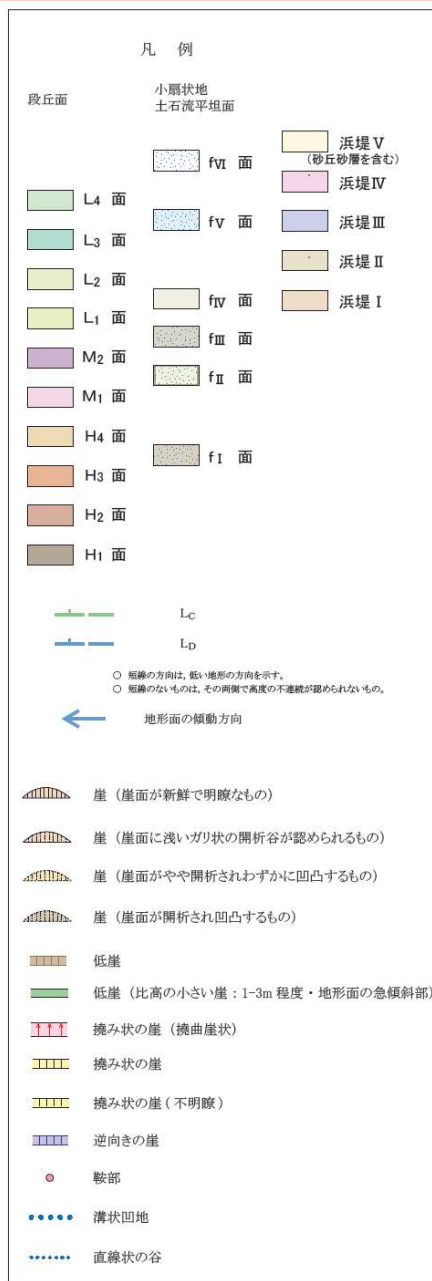 凡 例
段丘面
小扇状地
土石流平坦面
L4 面
L3 面
L2 面
L1 面
M2 面
M1 面
H4 面
H3 面
H2 面
H1 面
fⅥ 面
fⅤ 面
fⅣ 面
fⅢ 面
fⅡ 面
fⅠ 面
浜堤Ⅴ
(砂丘砂層を含む)
浜堤Ⅳ
浜堤Ⅲ
浜堤Ⅱ
浜堤Ⅰ
LC
LD
○ 短線の方向は，低い地形の方向を示す。
○ 短線のないものは，その両側で高度の不連続が認められないもの。
地形面の傾動方向
崖（崖面が新鮮で明瞭なもの）
崖（崖面に浅いガリ状の開析谷が認められるもの）
崖（崖面がやや開析されわずかに凹凸するもの）
崖（崖面が開析され凹凸するもの）
低崖
低崖（比高の小さい崖：1-3m 程度・地形面の急傾斜部）
撓み状の崖（撓曲崖状）
撓み状の崖
撓み状の崖（不明瞭）
逆向きの崖
鞍部
溝状凹地
直線状の谷